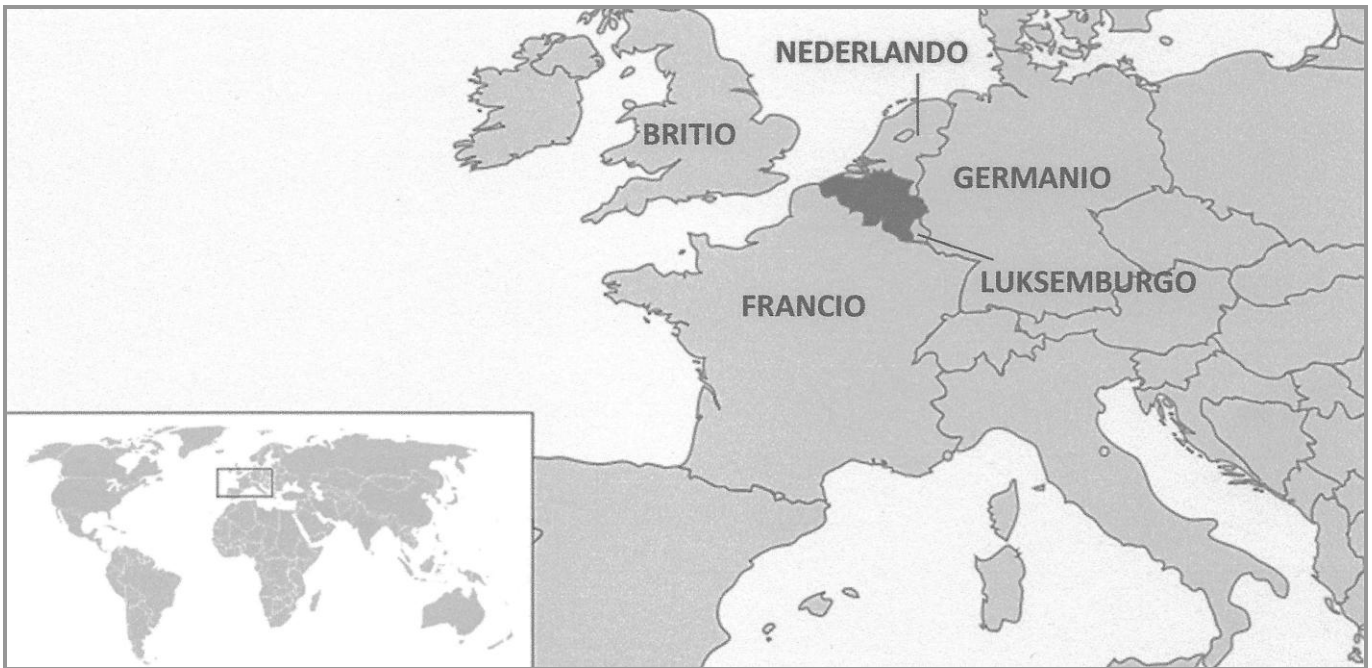 NEDERLANDO
BRITIO
GERMANIO
LUKSEMBURGO
FRANCIO